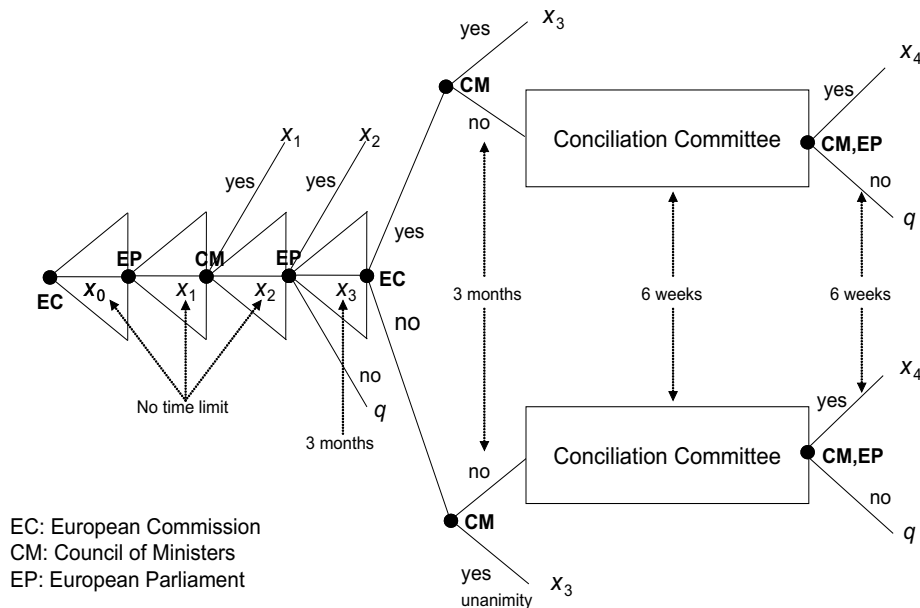 yes
x3
CM
no
Conciliation Committee
yes
x4
CM,EP
no
q
x1
x2
yes
yes
yes
EP
CM
EP
EC
EC
x0
x1
x2
x3
no
3 months
6 weeks
6 weeks
No time limit
no
q
3 months
x4
yes
no
Conciliation Committee
CM,EP
no
q
CM
yes
unanimity
x3
EC: European Commission
CM: Council of Ministers
EP: European Parliament